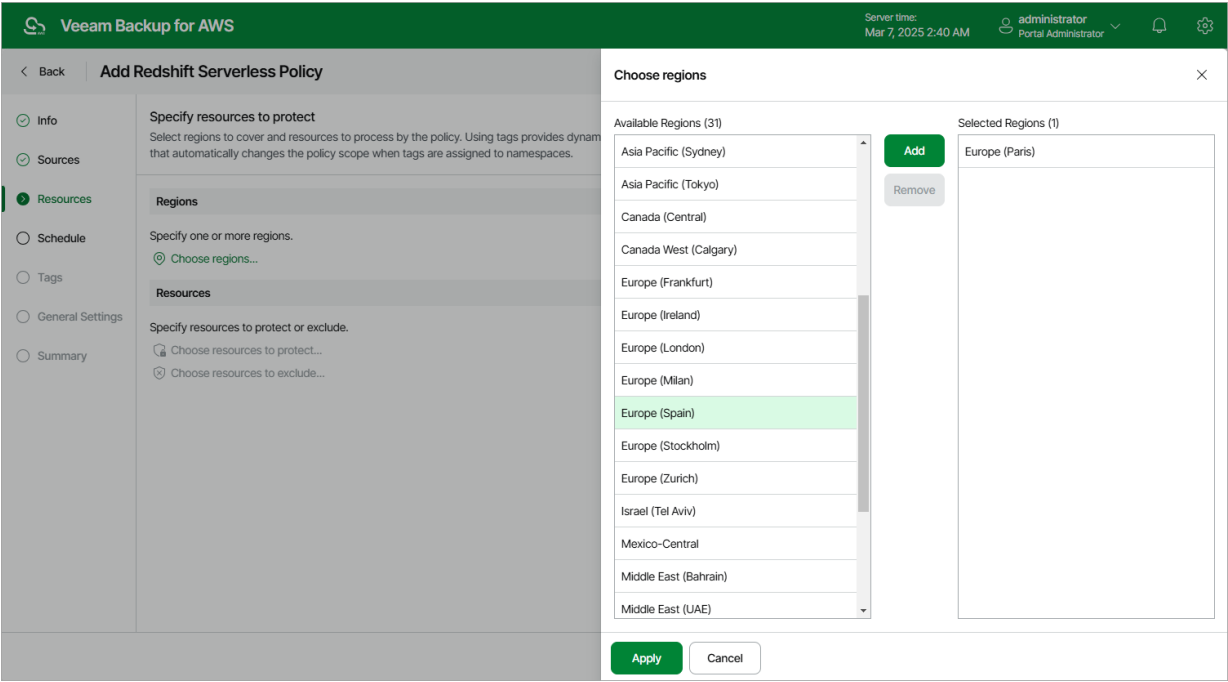 Veeam Backup for AWS
Server time:
Mar 7, 2025 2:40 AM
administrator
Portal Administrator
Back
Add Redshift Serverless Policy
Info
Sources
Resources
Schedule
Tags
General Settings
Summary
Specify resources to protect
Select regions to cover and resources to process by the policy. Using tags provides dynam
that automatically changes the policy scope when tags are assigned to namespaces.
Regions
Specify one or more regions.
Choose regions...
Resources
Specify resources to protect or exclude.
Choose resources to protect...
Choose resources to exclude...
Choose regions
Available Regions (31)
Asia Pacific (Sydney)
Asia Pacific (Tokyo)
Canada (Central)
Canada West (Calgary)
Europe (Frankfurt)
Europe (Ireland)
Europe (London)
Europe (Milan)
Europe (Spain)
Europe (Stockholm)
Europe (Zurich)
Israel (Tel Aviv)
Mexico-Central
Middle East (Bahrain)
Middle East (UAE)
Add
Remove
Selected Regions (1)
Europe (Paris)
Apply
Cancel